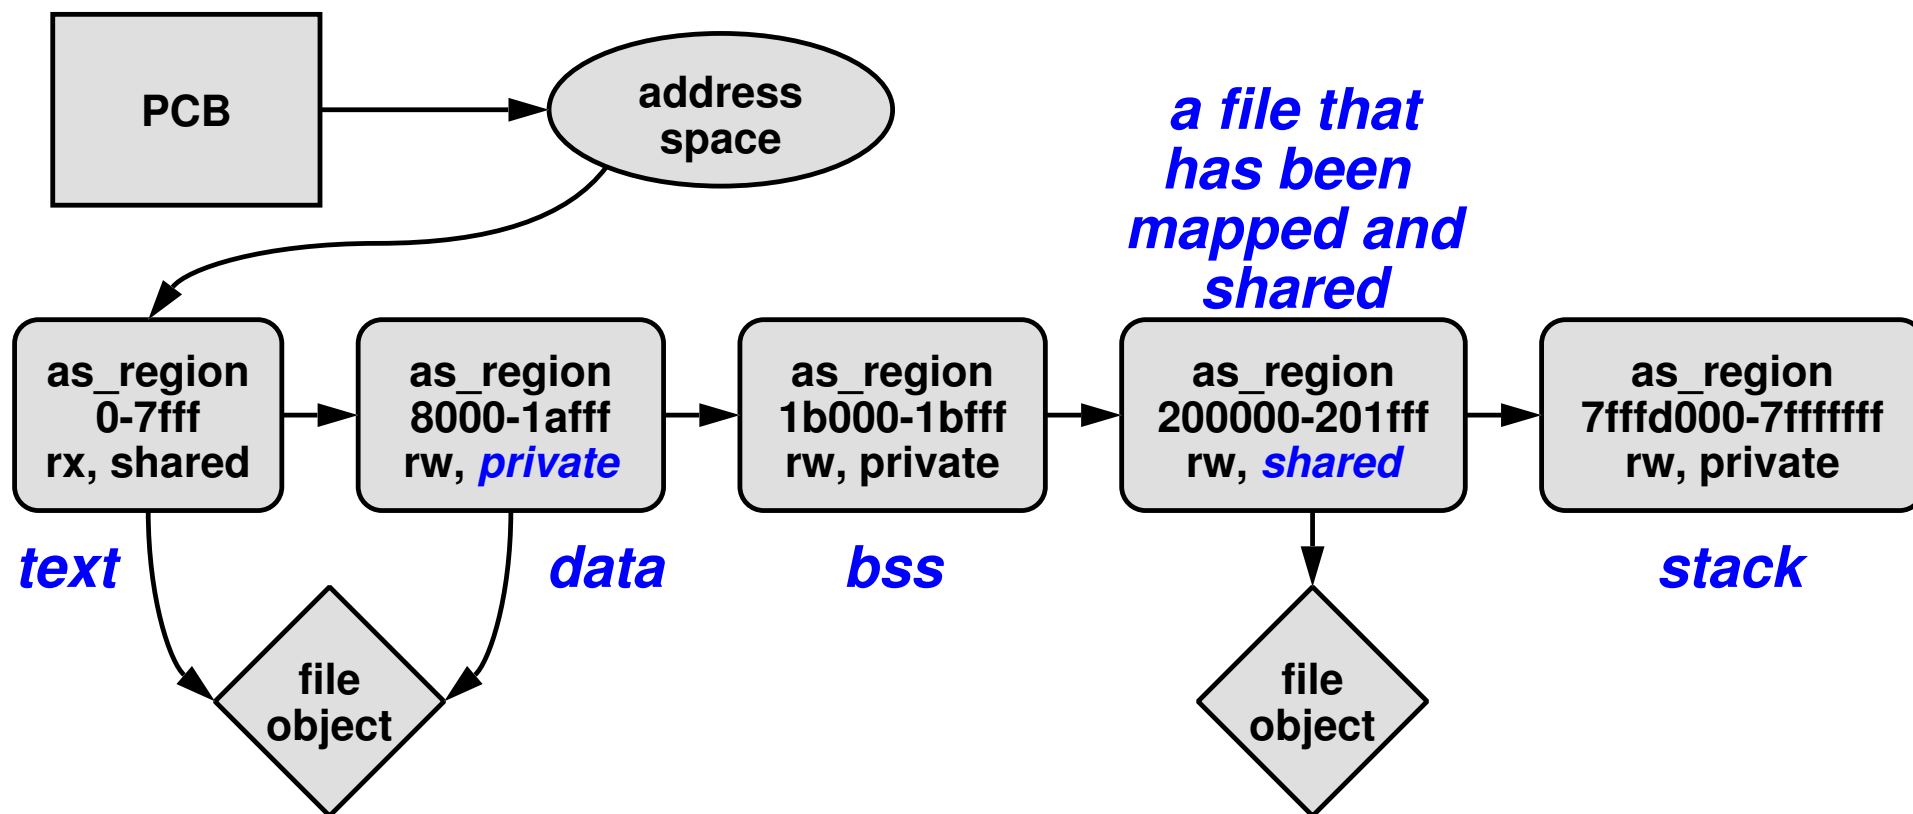 PCB
address
space
a file that
has been
mapped and
shared
as_region
0-7fff
rx, shared
as_region
8000-1afff
rw, private
as_region
1b000-1bfff
rw, private
as_region
200000-201fff
rw, shared
as_region
7fffd000-7fffffff
rw, private
text
data
bss
stack
file
object
file
object